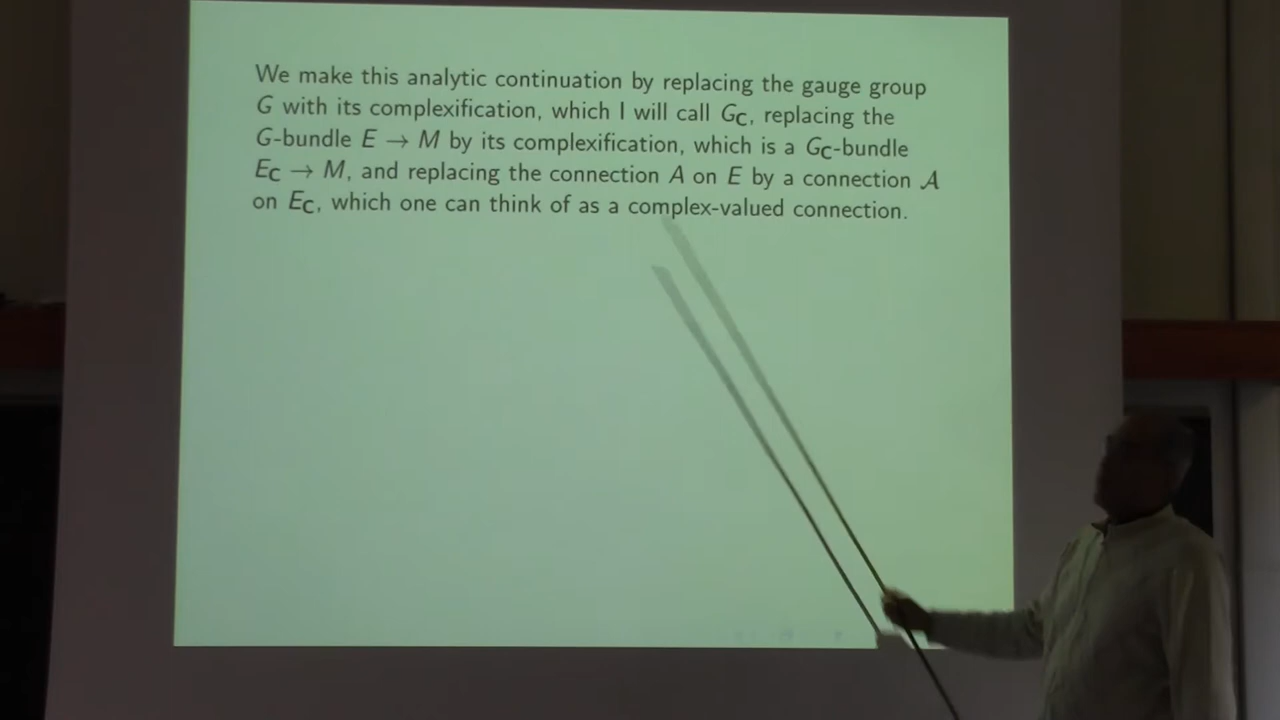 We make this analytic continuation by replacing the gauge group
G with its complexification, which I will call G_C, replacing the
G-bundle E → M by its complexification, which is a G_C-bundle
E_C → M, and replacing the connection A on E by a connection 𝒜
on E_C, which one can think of as a complex-valued connection.